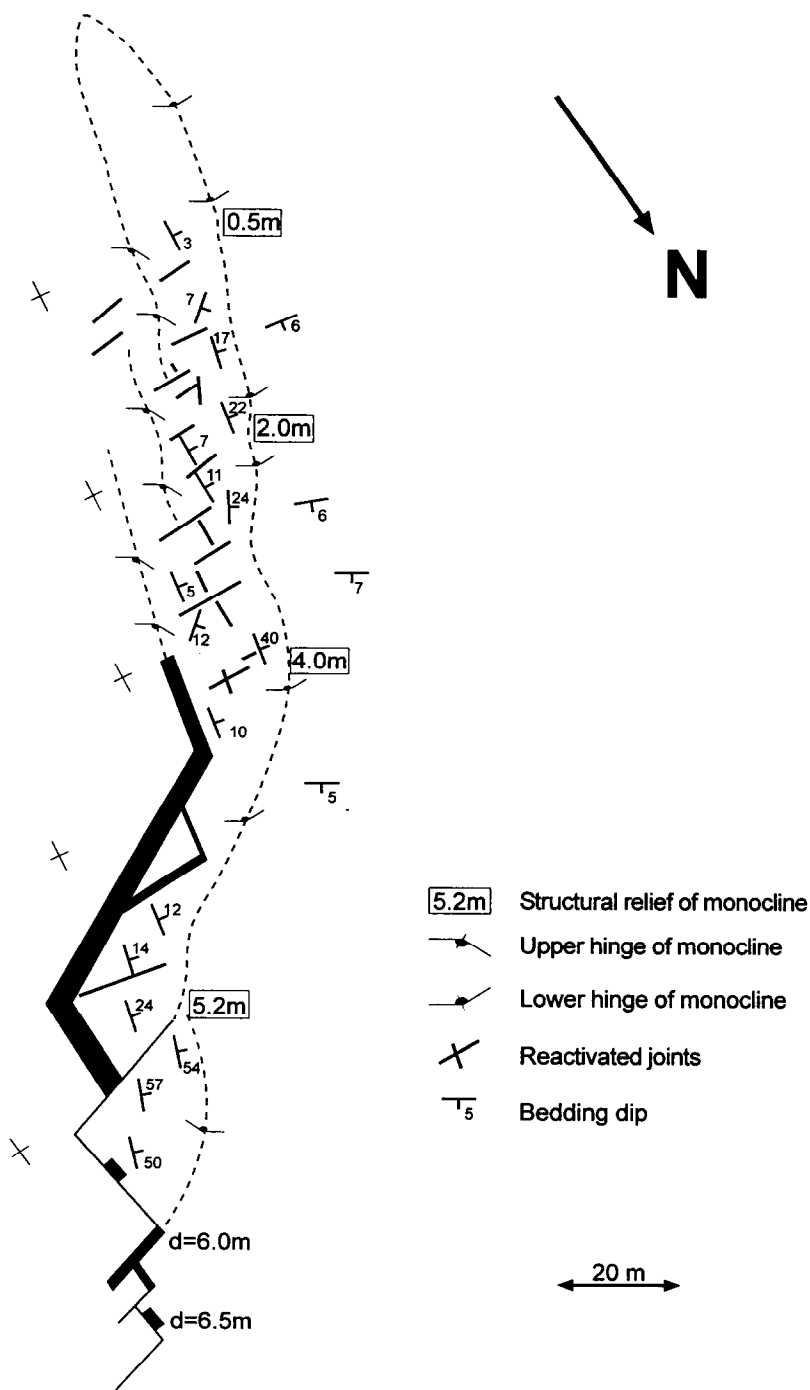 N
0.5m
3
7
6
17
22
2.0m
7
11
24
6
5
7
12
40
4.0m
10
5
12
14
24
5.2m
54
57
50
d=6.0m
d=6.5m
5.2m Structural relief of monocline
Upper hinge of monocline
Lower hinge of monocline
Reactivated joints
5 Bedding dip
20 m